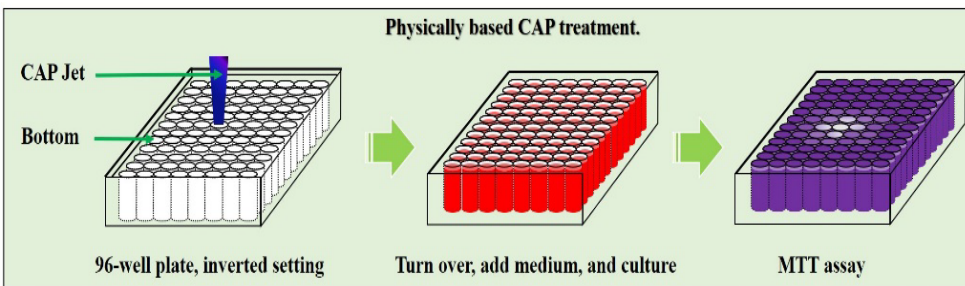 Physically based CAP treatment.
CAP Jet
Bottom
96-well plate, inverted setting
Turn over, add medium, and culture
MTT assay